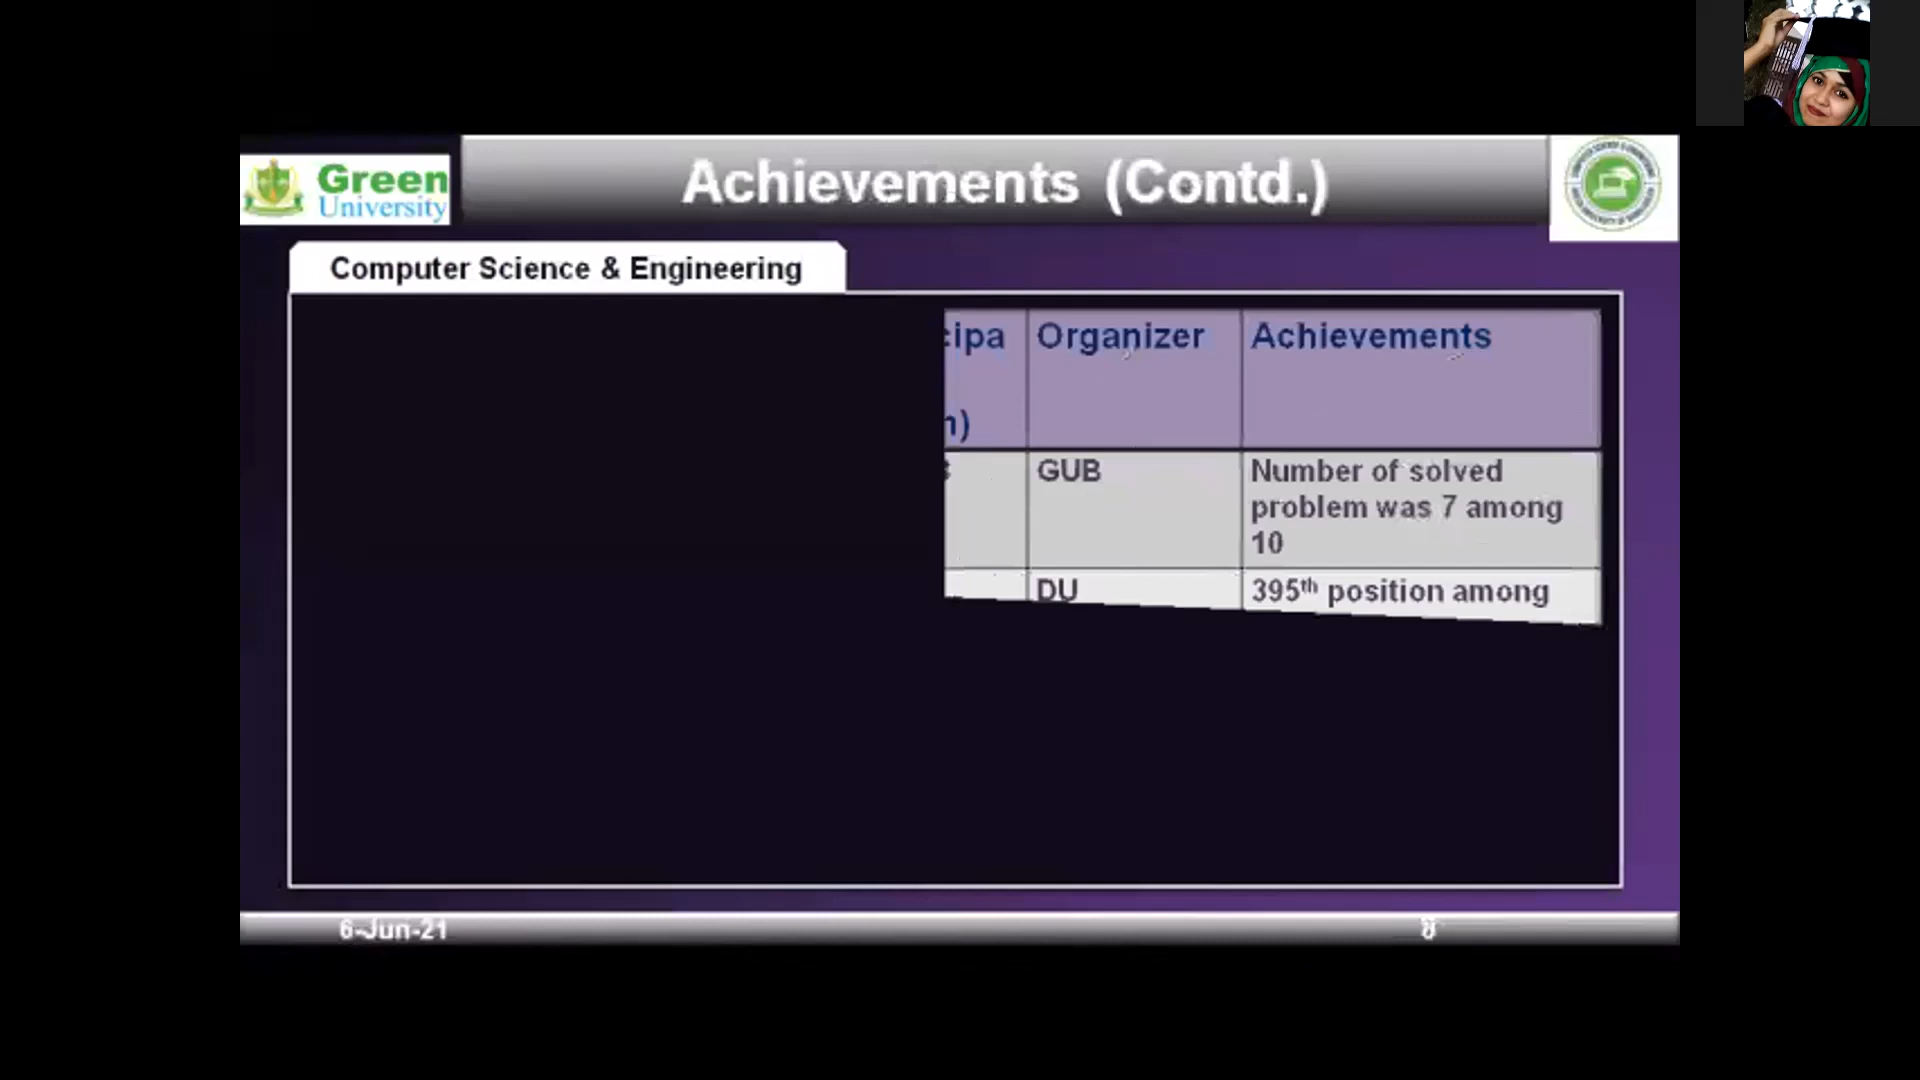 Green
University
Achievements (Contd.)
Computer Science & Engineering
cipa Organizer Achievements
n)
GUB Number of solved
problem was 7 among
10
DU 395th position among
6-Jun-21